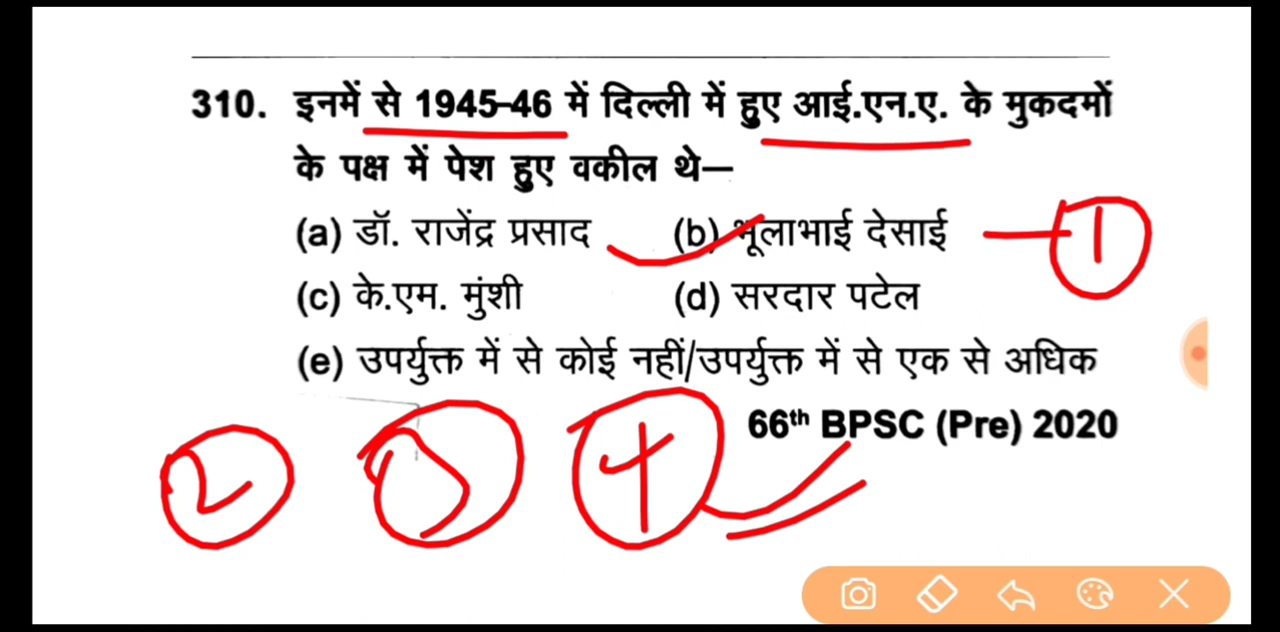 310. इनमें से 1945-46 में दिल्ली में हुए आई.एन.ए. के मुकदमों
के पक्ष में पेश हुए वकील थे—
(a) डॉ. राजेंद्र प्रसाद (b) भूलाभाई देसाई 1
(c) के.एम. मुंशी (d) सरदार पटेल
(e) उपर्युक्त में से कोई नहीं/उपर्युक्त में से एक से अधिक
66th BPSC (Pre) 2020
2 3 4